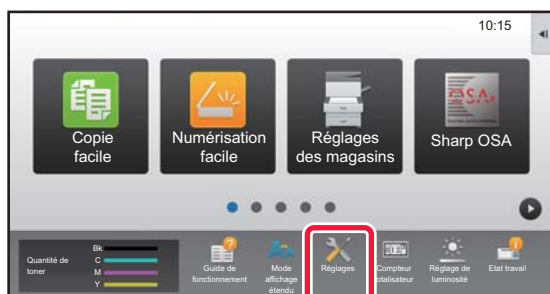 10:15
Copie
facile
Numérisation
facile
Réglages
des magasins
OSA
Sharp OSA
Quantité de
toner
Bk
C
M
Y
Guide de
fonctionnement
Mode
affichage
étendu
Réglages
Compteur
totalisateur
Réglage de
luminosité
Etat travail